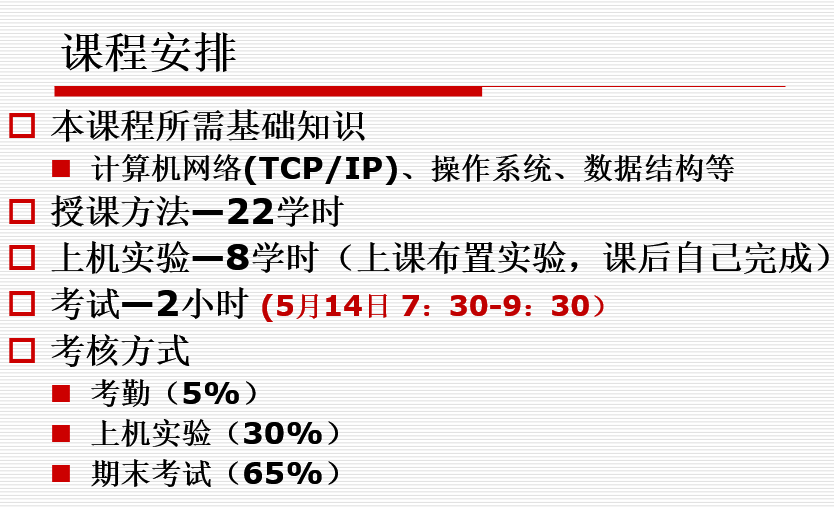 课程安排
本课程所需基础知识
计算机网络(TCP/IP)、操作系统、数据结构等
授课方法—22学时
上机实验—8学时（上课布置实验，课后自己完成）
考试—2小时 (5月14日 7：30-9：30）
考核方式
考勤（5%）
上机实验（30%）
期末考试（65%）